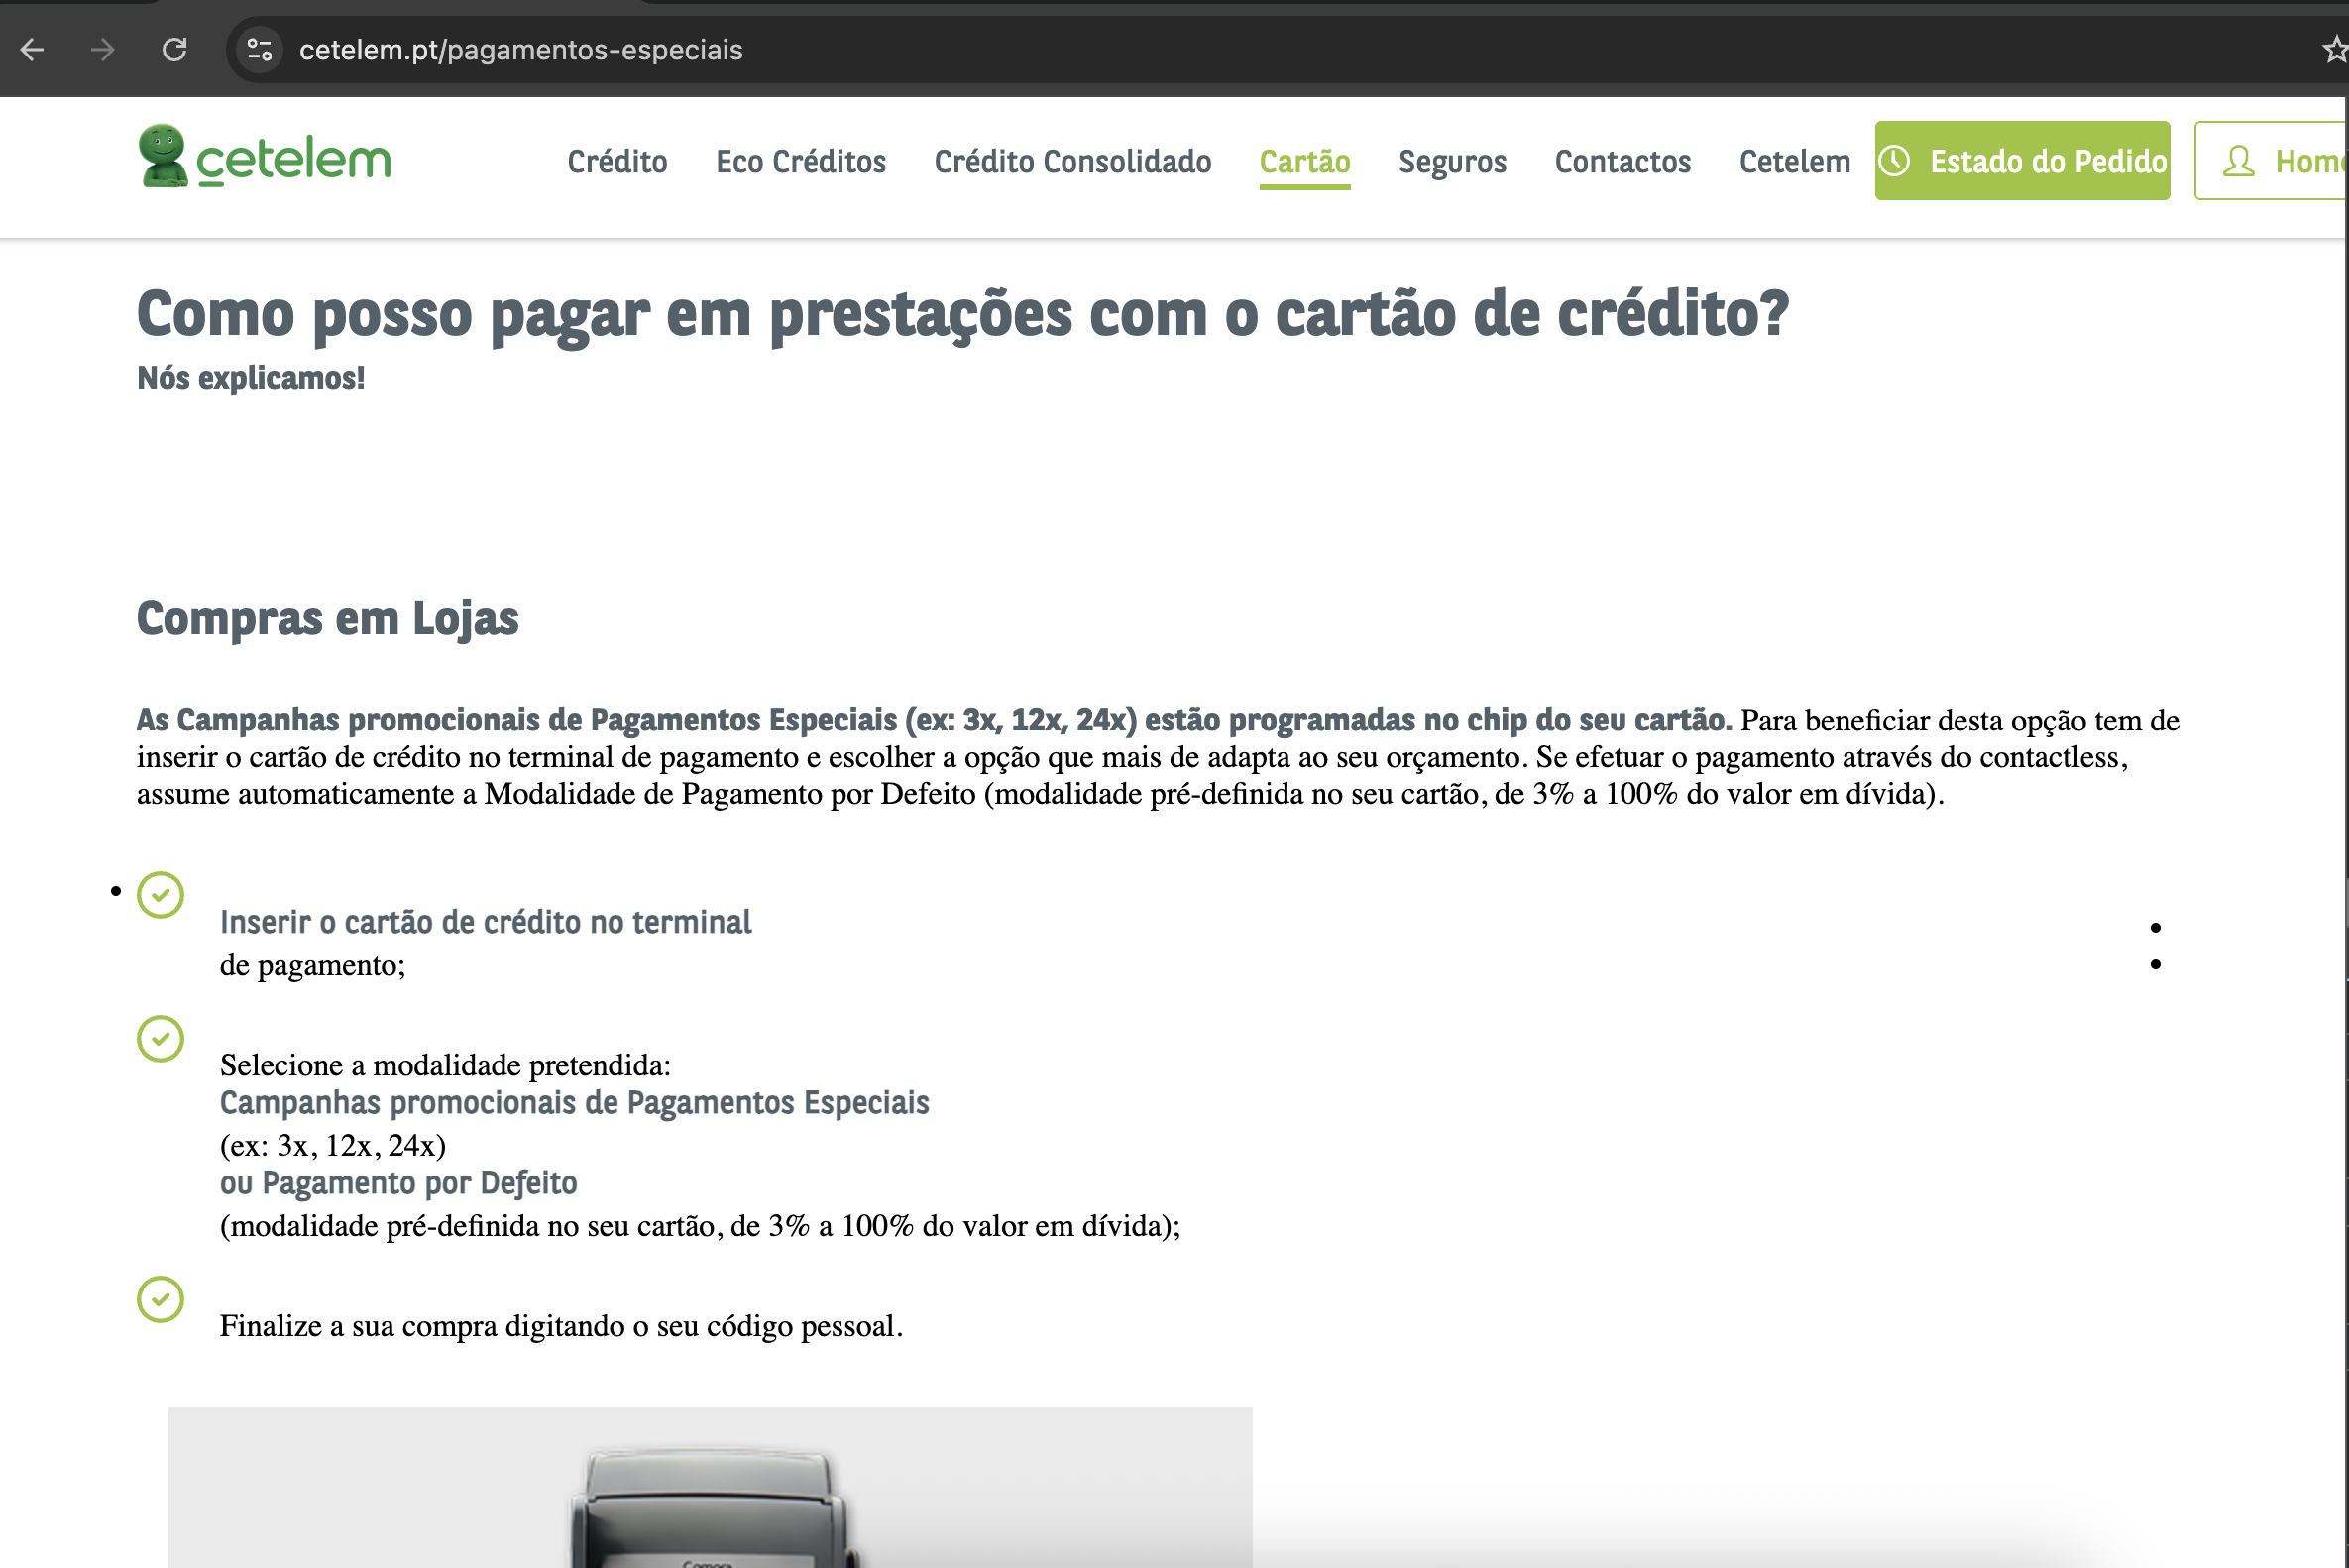 cetelem.pt/pagamentos-especiais
cetelem
Crédito
Eco Créditos
Crédito Consolidado
Cartão
Seguros
Contactos
Cetelem
Estado do Pedido
Como posso pagar em prestações com o cartão de crédito?
Nós explicamos!
Compras em Lojas
As Campanhas promocionais de Pagamentos Especiais (ex: 3x, 12x, 24x) estão programadas no chip do seu cartão. Para beneficiar desta opção tem de
inserir o cartão de crédito no terminal de pagamento e escolher a opção que mais de adapta ao seu orçamento. Se efetuar o pagamento através do contactless,
assume automaticamente a Modalidade de Pagamento por Defeito (modalidade pré-definida no seu cartão, de 3% a 100% do valor em dívida).
Inserir o cartão de crédito no terminal
de pagamento;
Selecione a modalidade pretendida:
Campanhas promocionais de Pagamentos Especiais
(ex: 3x, 12x, 24x)
ou Pagamento por Defeito
(modalidade pré-definida no seu cartão, de 3% a 100% do valor em dívida);
Finalize a sua compra digitando o seu código pessoal.